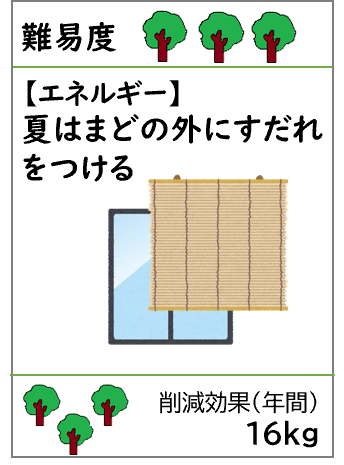 難易度
【エネルギー】
夏はまどの外にすだれ
をつける
削減効果(年間)
16kg